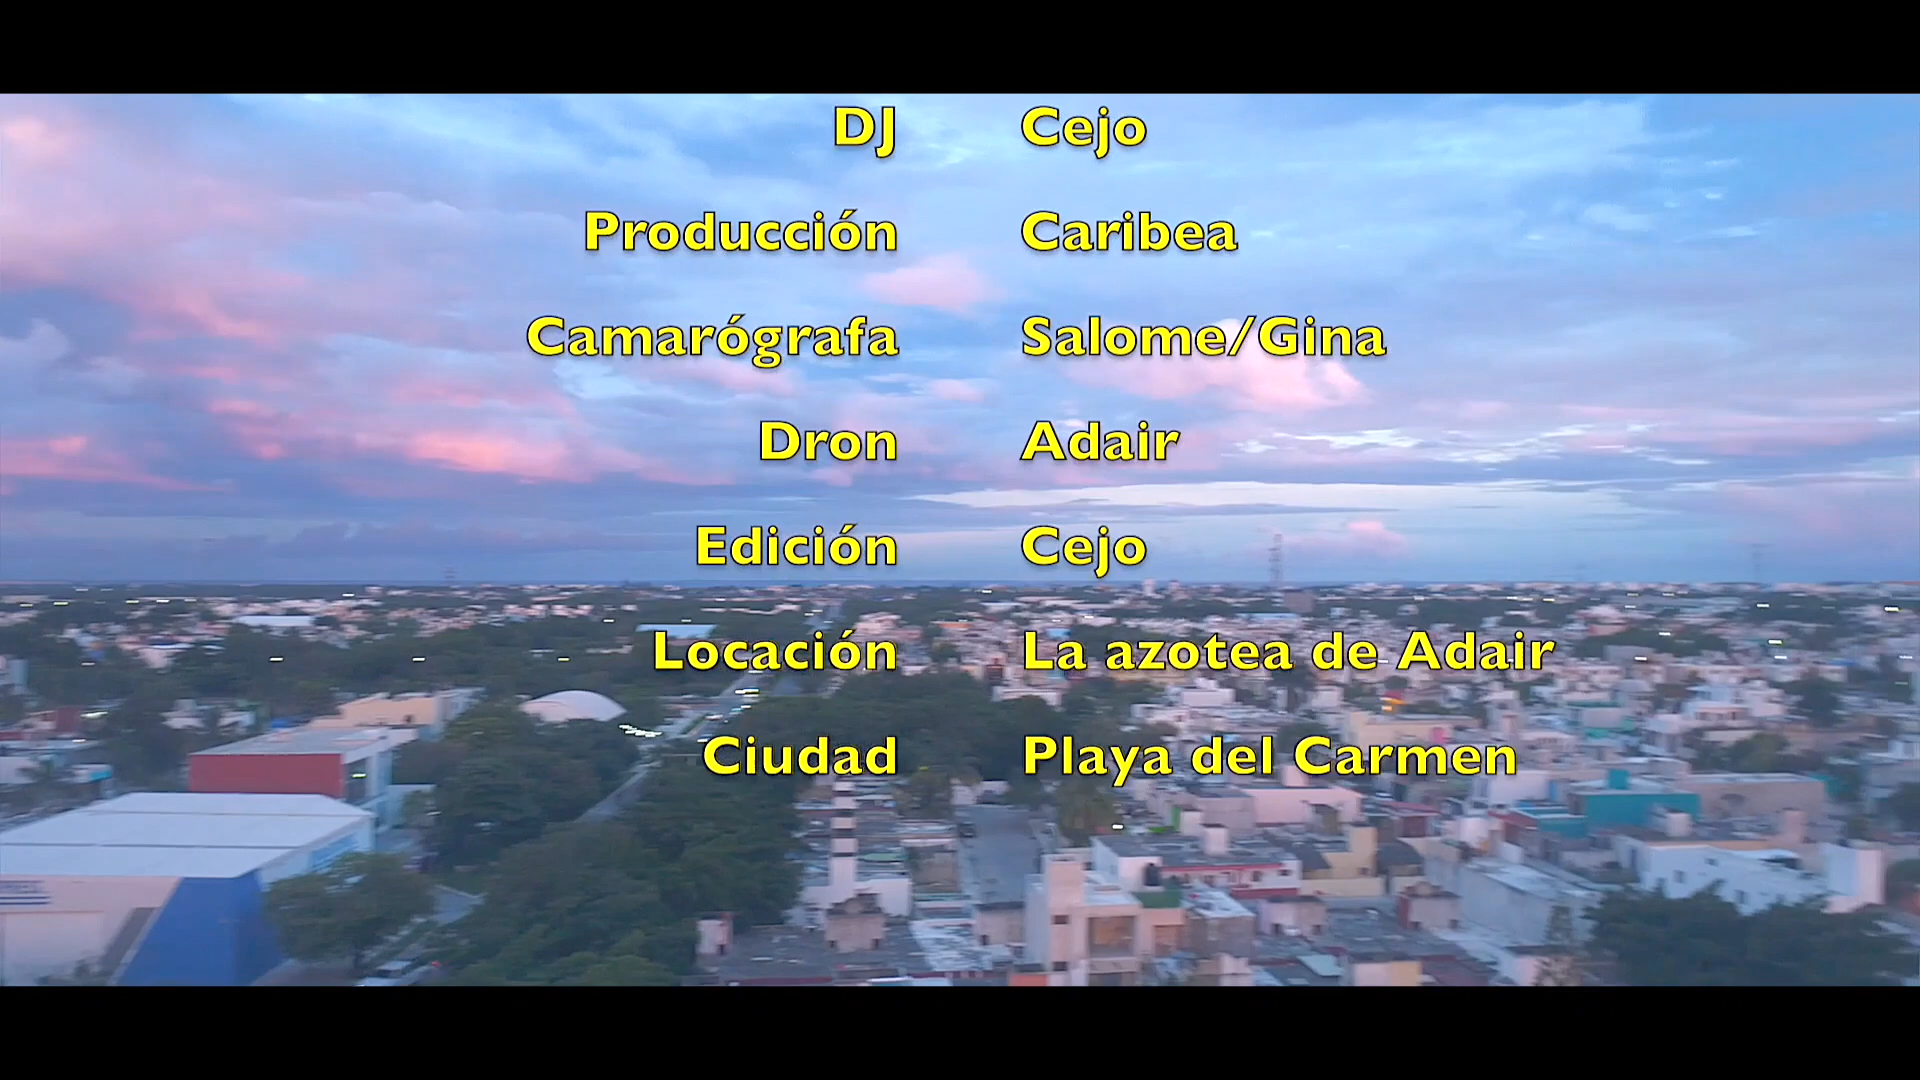 DJ Cejo
Producción Caribea
Camarógrafa Salome/Gina
Dron Adair
Edición Cejo
Locación La azotea de Adair
Ciudad Playa del Carmen